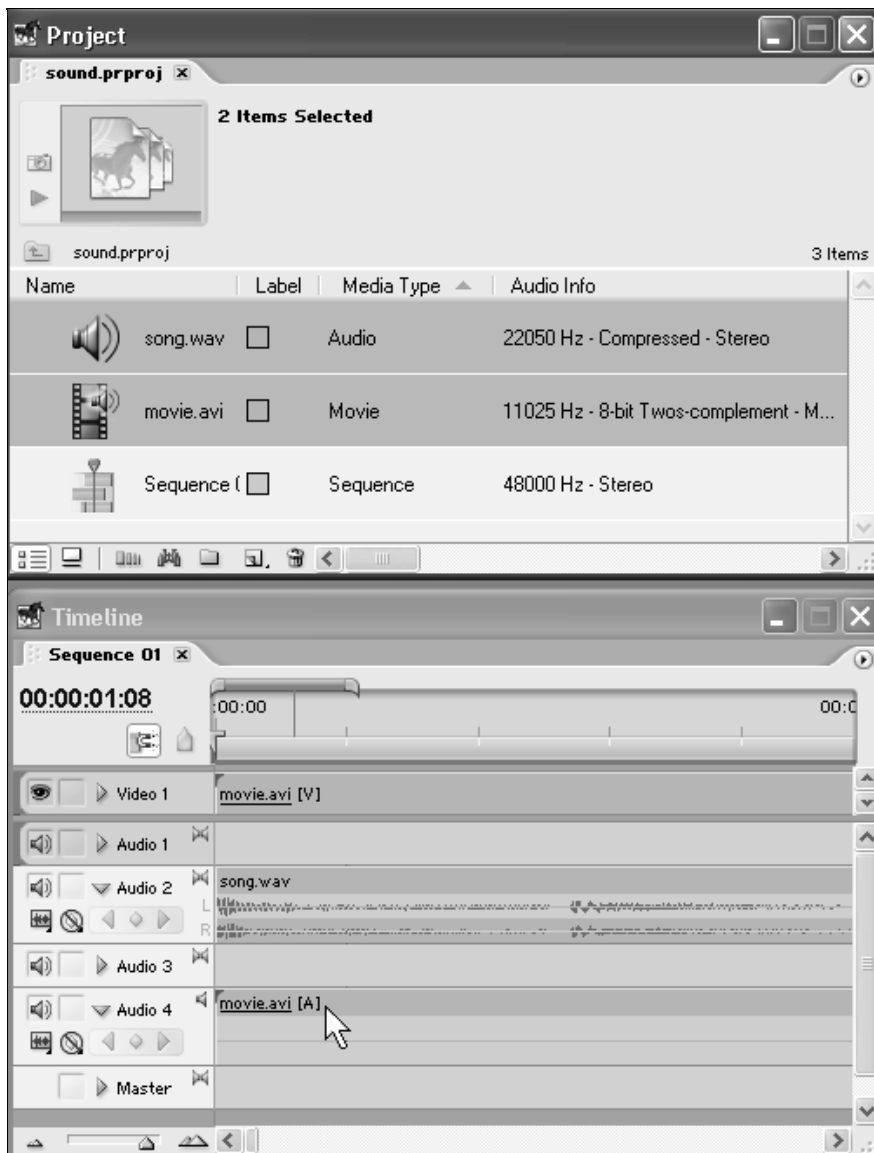 Project
sound.prproj
2 Items Selected
sound.prproj
3 Items
Name Label Media Type Audio Info
song.wav Audio 22050 Hz - Compressed - Stereo
movie.avi Movie 11025 Hz - 8-bit Twos-complement - M...
Sequence ( Sequence 48000 Hz - Stereo
Timeline
Sequence 01
00:00:01:08 :00:00 00:0
Video 1 movie.avi [V]
Audio 1
Audio 2 song.wav
L
R
Audio 3
Audio 4 movie.avi [A]
Master